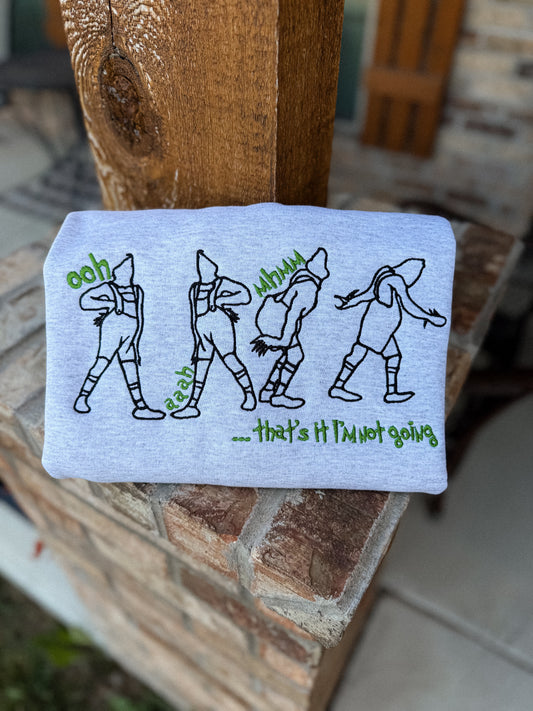 ooh
aaah
MhMM
.... that's it I'm not going